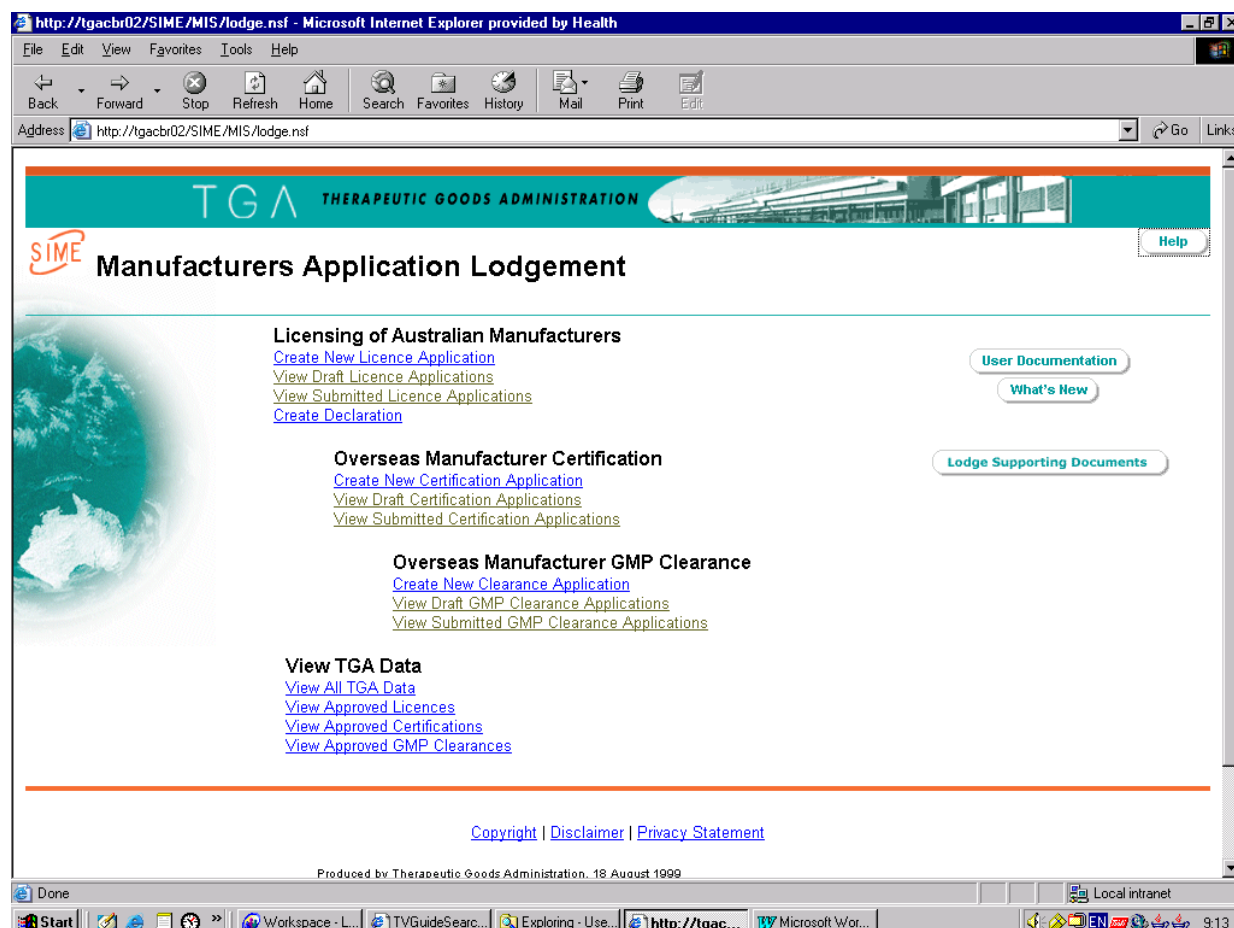 http://tgacbr02/SIME/MIS/lodge.nsf - Microsoft Internet Explorer provided by Health
File Edit View Favorites Tools Help
Back Forward Stop Refresh Home Search Favorites History Mail Print Edit
Address http://tgacbr02/SIME/MIS/lodge.nsf Go Links
TGA THERAPEUTIC GOODS ADMINISTRATION
Help
SIME
Manufacturers Application Lodgement
Licensing of Australian Manufacturers
Create New Licence Application
View Draft Licence Applications
View Submitted Licence Applications
Create Declaration
User Documentation
What's New
Overseas Manufacturer Certification
Create New Certification Application
View Draft Certification Applications
View Submitted Certification Applications
Lodge Supporting Documents
Overseas Manufacturer GMP Clearance
Create New Clearance Application
View Draft GMP Clearance Applications
View Submitted GMP Clearance Applications
View TGA Data
View All TGA Data
View Approved Licences
View Approved Certifications
View Approved GMP Clearances
Copyright | Disclaimer | Privacy Statement
Produced by Therapeutic Goods Administration. 18 August 1999
Done Local intranet
Start » Workspace - L... TVGuideSearc... Exploring - Use... http://tgac... Microsoft Wor... EN 9:13